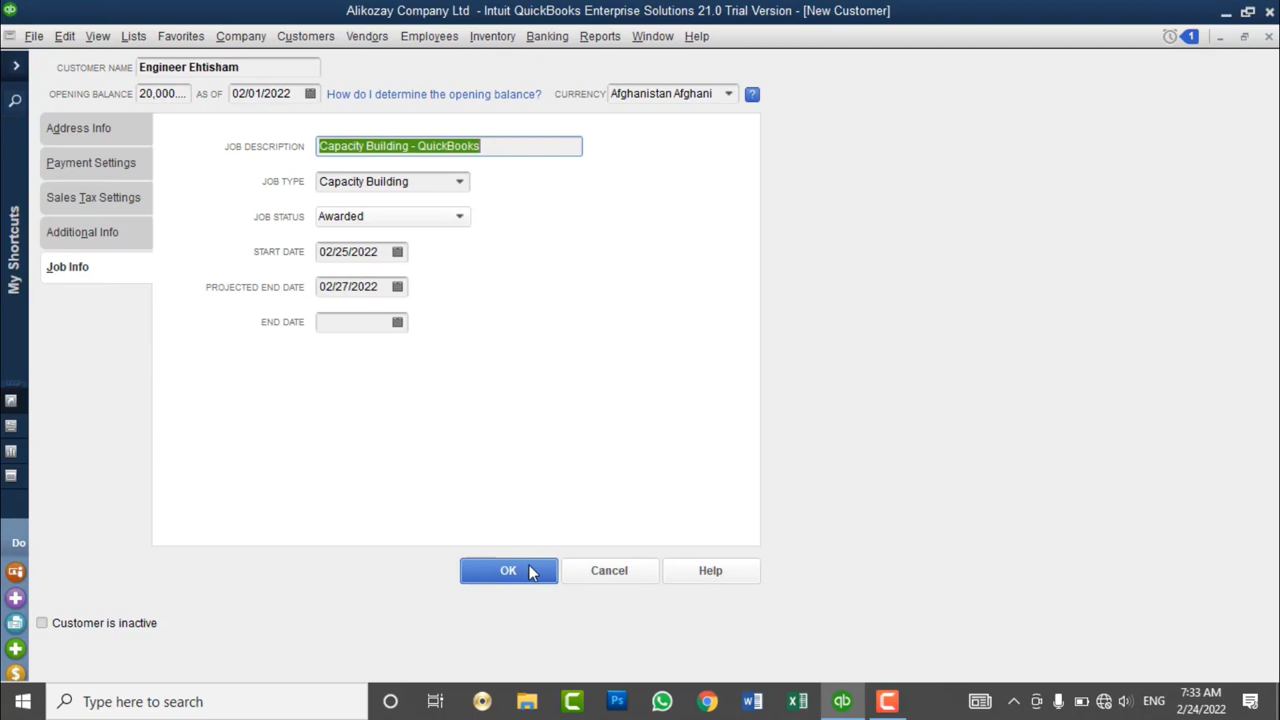 Alikozay Company Ltd - Intuit QuickBooks Enterprise Solutions 21.0 Trial Version - [New Customer]
File Edit View Lists Favorites Company Customers Vendors Employees Inventory Banking Reports Window Help 1
CUSTOMER NAME Engineer Ehtisham
OPENING BALANCE 20,000.... AS OF 02/01/2022 How do I determine the opening balance? CURRENCY Afghanistan Afghani ?
Address Info
Payment Settings
Sales Tax Settings
Additional Info
Job Info
JOB DESCRIPTION Capacity Building - QuickBooks
JOB TYPE Capacity Building
JOB STATUS Awarded
START DATE 02/25/2022
PROJECTED END DATE 02/27/2022
END DATE
My Shortcuts
Do
OK Cancel Help
Customer is inactive
Type here to search
ENG
7:33 AM
2/24/2022